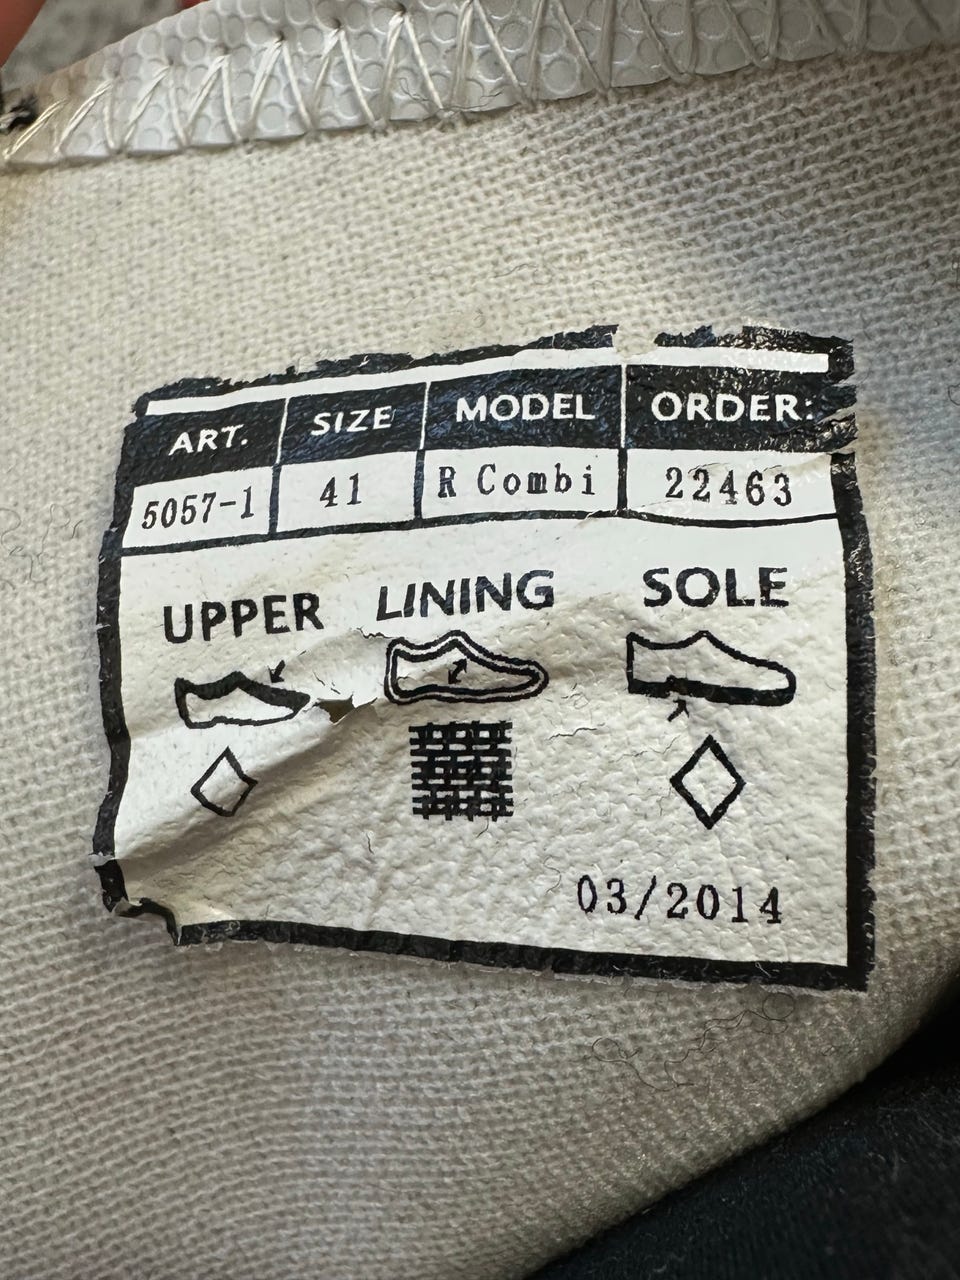 ART. SIZE MODEL ORDER:
5057-1 41 R Combi 22463
UPPER LINING SOLE
03/2014